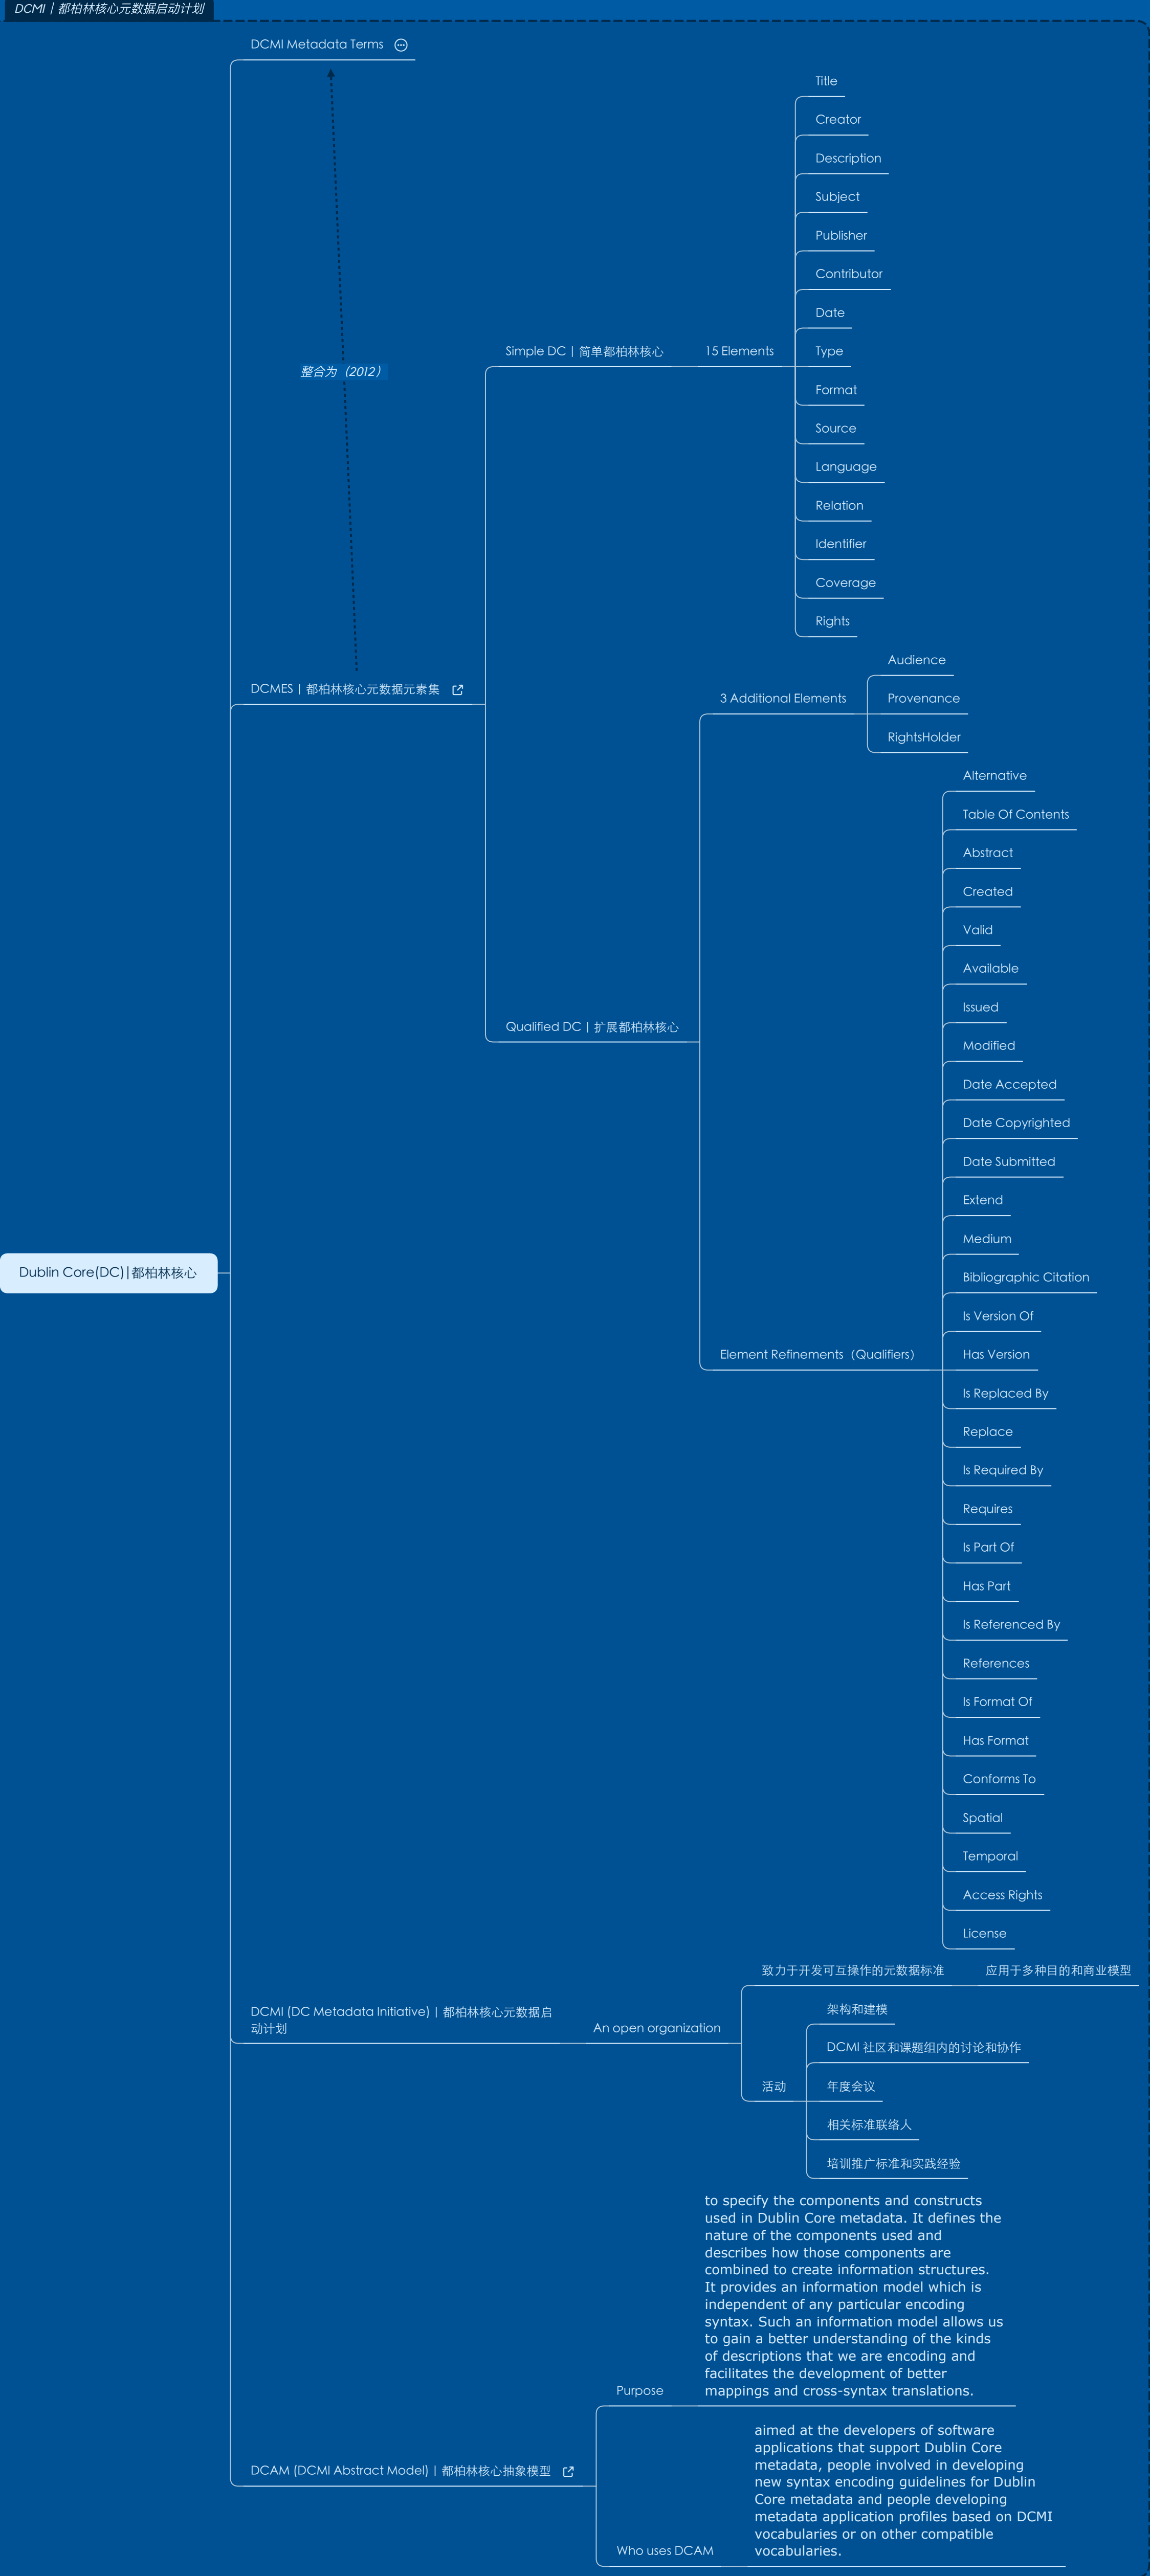 DCMI | 都柏林核心元数据启动计划
DCMI Metadata Terms
Title
Creator
Description
Subject
Publisher
Contributor
Date
Simple DC | 简单都柏林核心
15 Elements
Type
整合为（2012）
Format
Source
Language
Relation
Identifier
Coverage
Rights
Audience
DCMES | 都柏林核心元数据元素集
3 Additional Elements
Provenance
RightsHolder
Alternative
Table Of Contents
Abstract
Created
Valid
Available
Issued
Qualified DC | 扩展都柏林核心
Modified
Date Accepted
Date Copyrighted
Date Submitted
Extend
Medium
Dublin Core(DC)|都柏林核心
Bibliographic Citation
Is Version Of
Element Refinements（Qualifiers）
Has Version
Is Replaced By
Replace
Is Required By
Requires
Is Part Of
Has Part
Is Referenced By
References
Is Format Of
Has Format
Conforms To
Spatial
Temporal
Access Rights
License
致力于开发可互操作的元数据标准
应用于多种目的和商业模型
DCMI (DC Metadata Initiative) | 都柏林核心元数据启
动计划
An open organization
架构和建模
DCMI 社区和课题组内的讨论和协作
活动
年度会议
相关标准联络人
培训推广标准和实践经验
to specify the components and constructs
used in Dublin Core metadata. It defines the
nature of the components used and
describes how those components are
combined to create information structures.
It provides an information model which is
independent of any particular encoding
syntax. Such an information model allows us
to gain a better understanding of the kinds
of descriptions that we are encoding and
facilitates the development of better
Purpose
mappings and cross-syntax translations.
DCAM (DCMI Abstract Model) | 都柏林核心抽象模型
aimed at the developers of software
applications that support Dublin Core
metadata, people involved in developing
new syntax encoding guidelines for Dublin
Core metadata and people developing
metadata application profiles based on DCMI
vocabularies or on other compatible
Who uses DCAM
vocabularies.